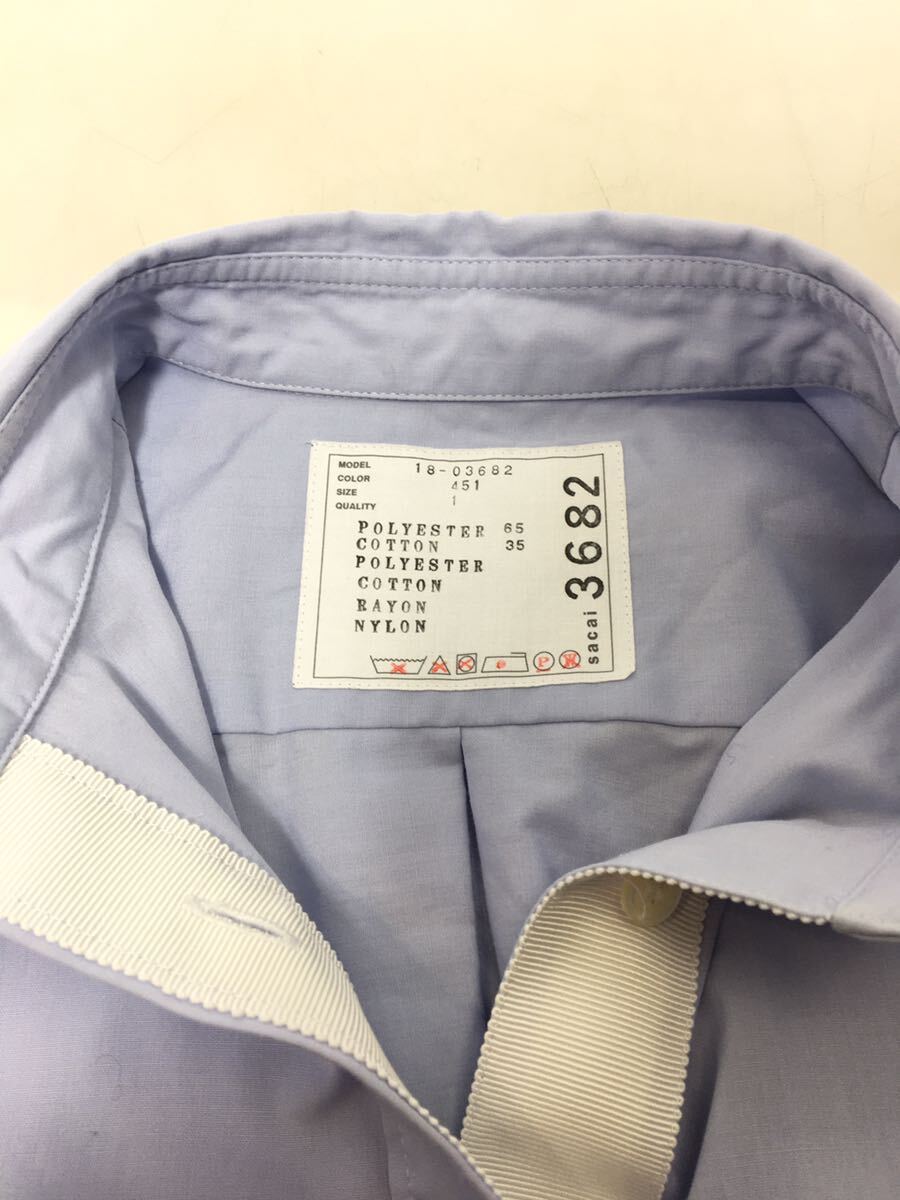 MODEL 18-03682
COLOR 451
SIZE 1
QUALITY
POLYESTER 65
COTTON 35
POLYESTER
COTTON
RAYON
NYLON
P W
sacai 3682